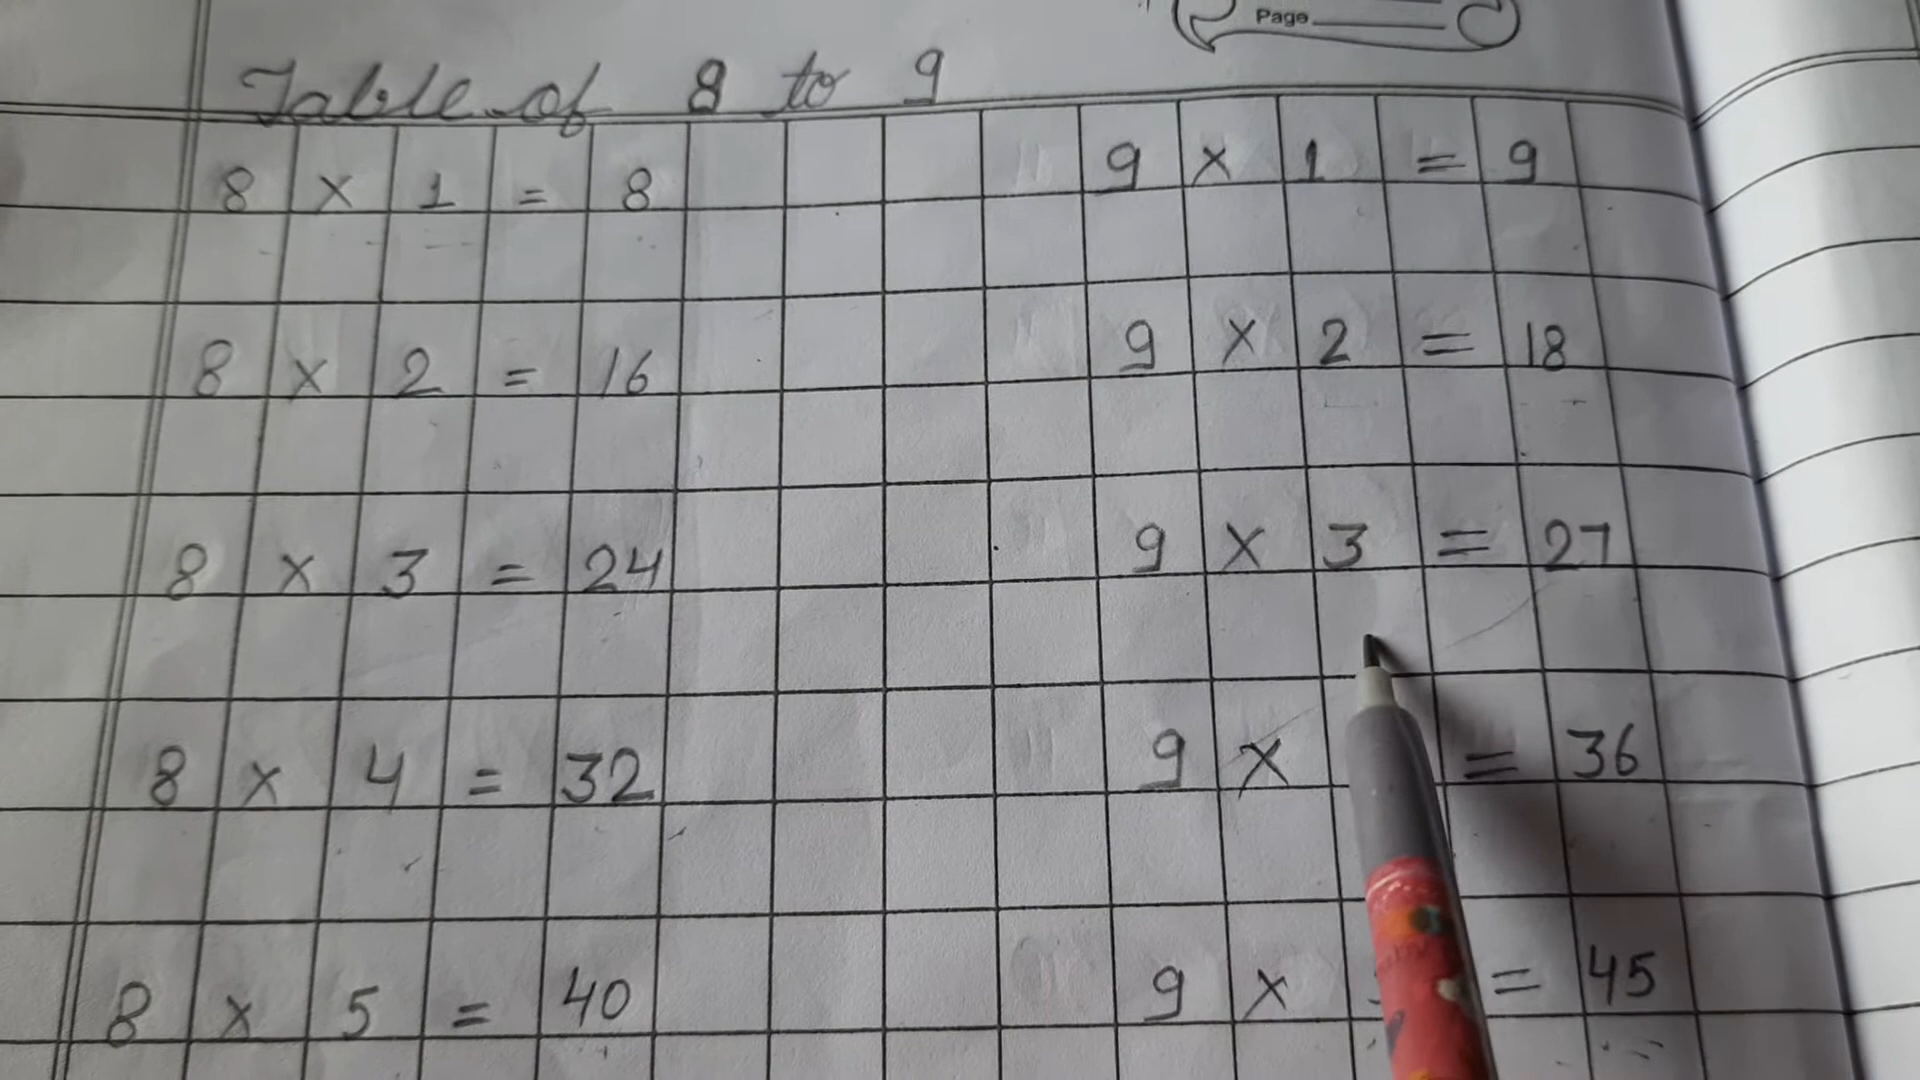 Page
Table of 8 to 9
8 × 1 = 8
9 × 1 = 9
8 × 2 = 16
9 × 2 = 18
8 × 3 = 24
9 × 3 = 27
8 × 4 = 32
9 × = 36
8 × 5 = 40
9 × = 45